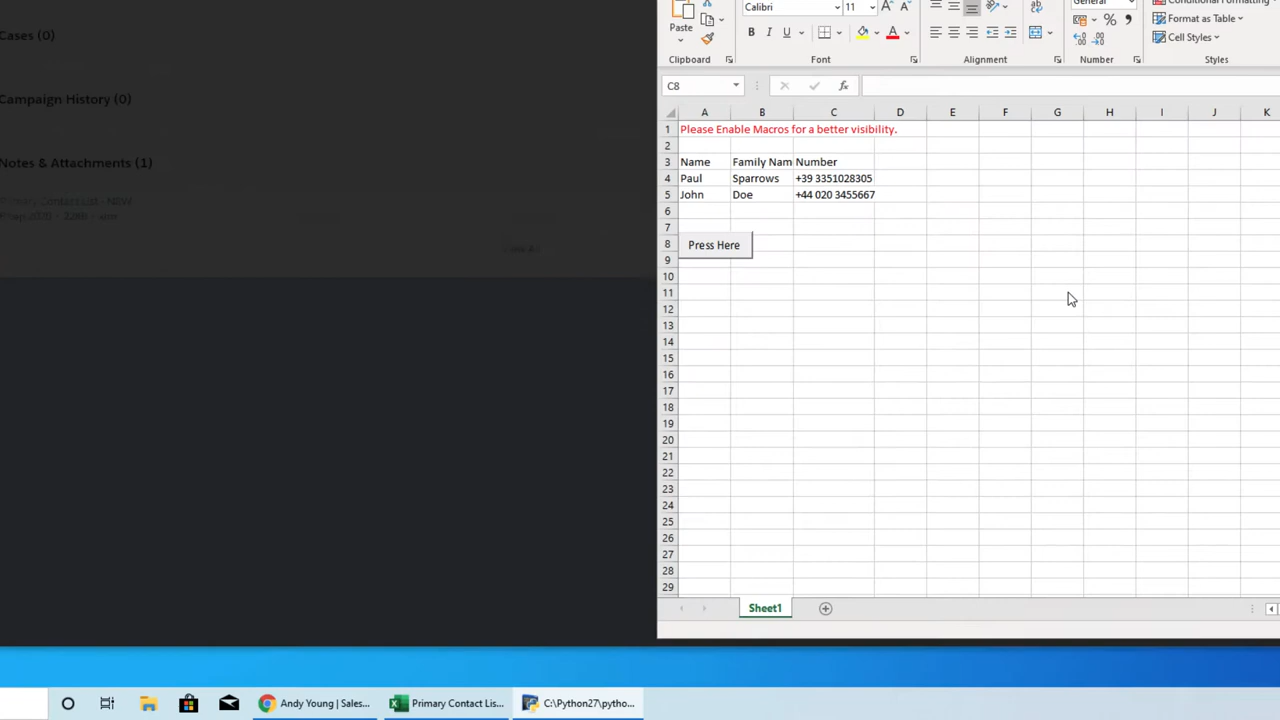 Cases (0)
Campaign History (0)
Notes & Attachments (1)
Primary Contact List - NEW
Calibri
11
General
Conditional Formatting
Paste
B I U
A
%
Format as Table
Cell Styles
Clipboard
Font
Alignment
Number
Styles
C8
fx
A B C D E F G H I J K
1 Please Enable Macros for a better visibility.
2
3 Name Family Nam Number
4 Paul Sparrows +39 3351028305
5 John Doe +44 020 3455667
6
7
8 Press Here
9
10
11
12
13
14
15
16
17
18
19
20
21
22
23
24
25
26
27
28
29
Sheet1
Andy Young | Sales...
Primary Contact Lis...
C:\Python27\pytho...